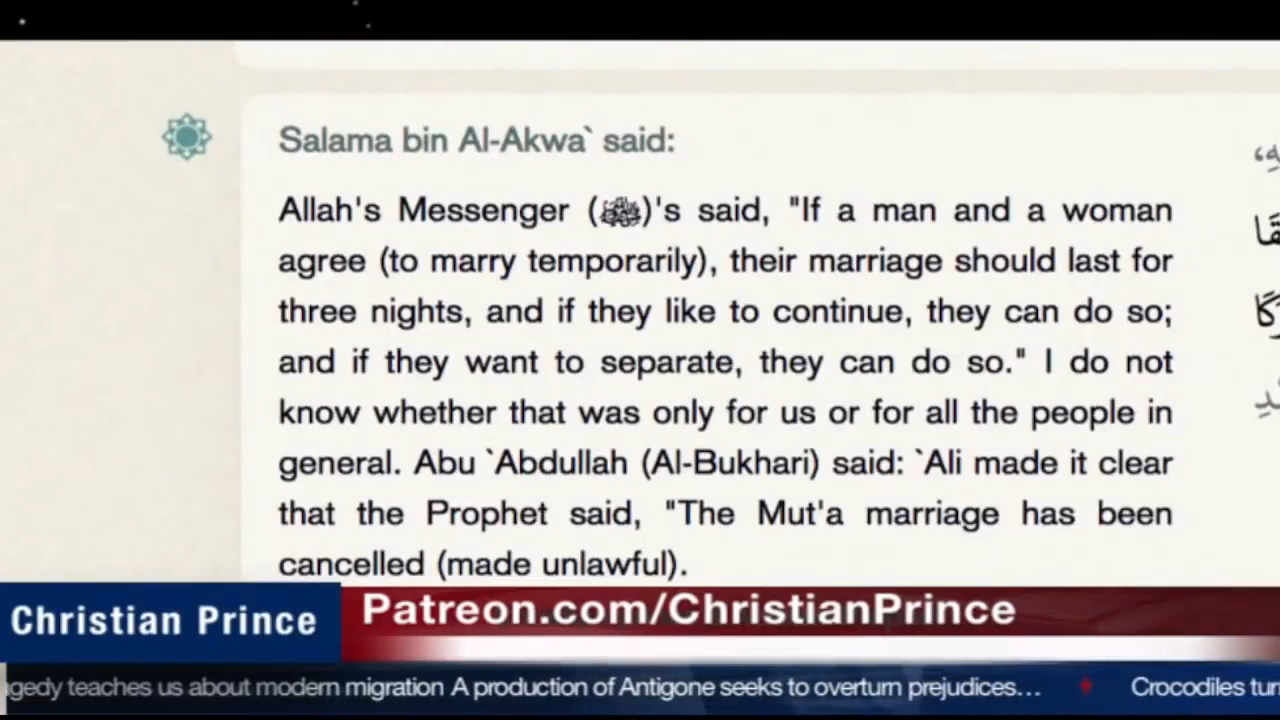 Salama bin Al-Akwa` said:
Allah's Messenger (ﷺ)'s said, "If a man and a woman
agree (to marry temporarily), their marriage should last for
three nights, and if they like to continue, they can do so;
and if they want to separate, they can do so." I do not
know whether that was only for us or for all the people in
general. Abu `Abdullah (Al-Bukhari) said: `Ali made it clear
that the Prophet said, "The Mut'a marriage has been
cancelled (made unlawful).
Christian Prince
Patreon.com/ChristianPrince
gedy teaches us about modern migration A production of Antigone seeks to overturn prejudices... Crocodiles tur